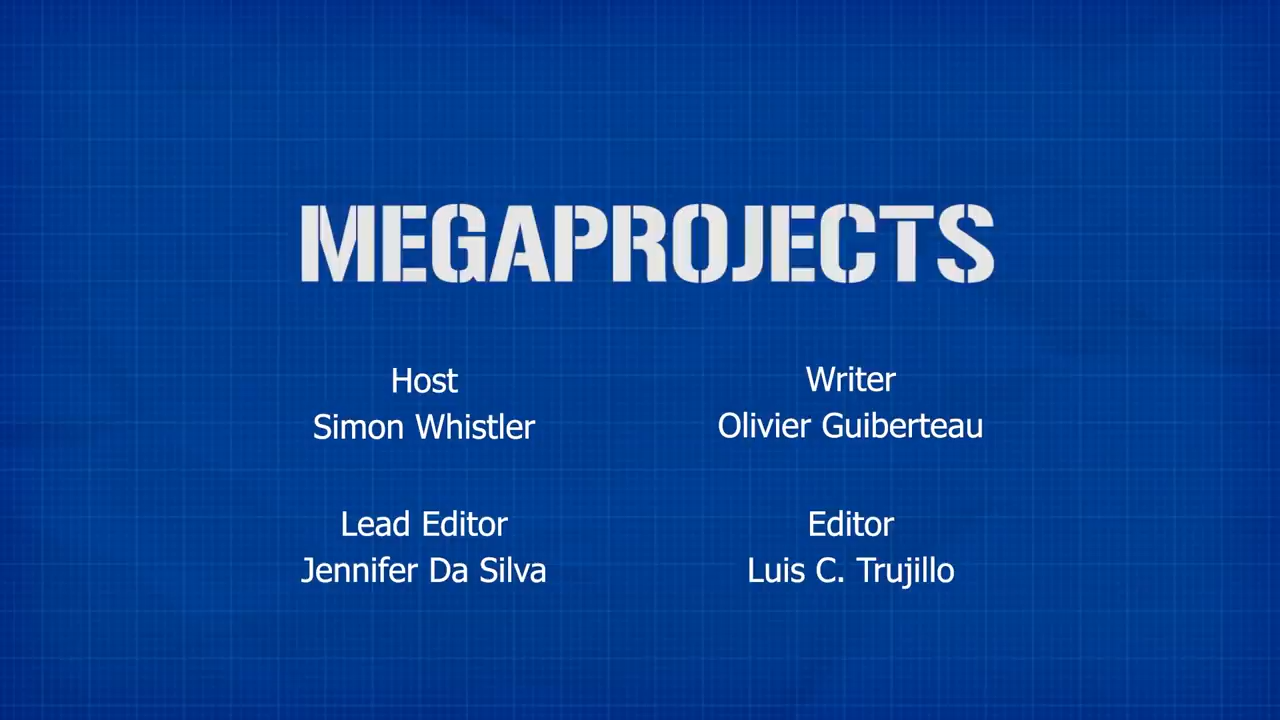 MEGAPROJECTS
Host
Simon Whistler
Writer
Olivier Guiberteau
Lead Editor
Jennifer Da Silva
Editor
Luis C. Trujillo